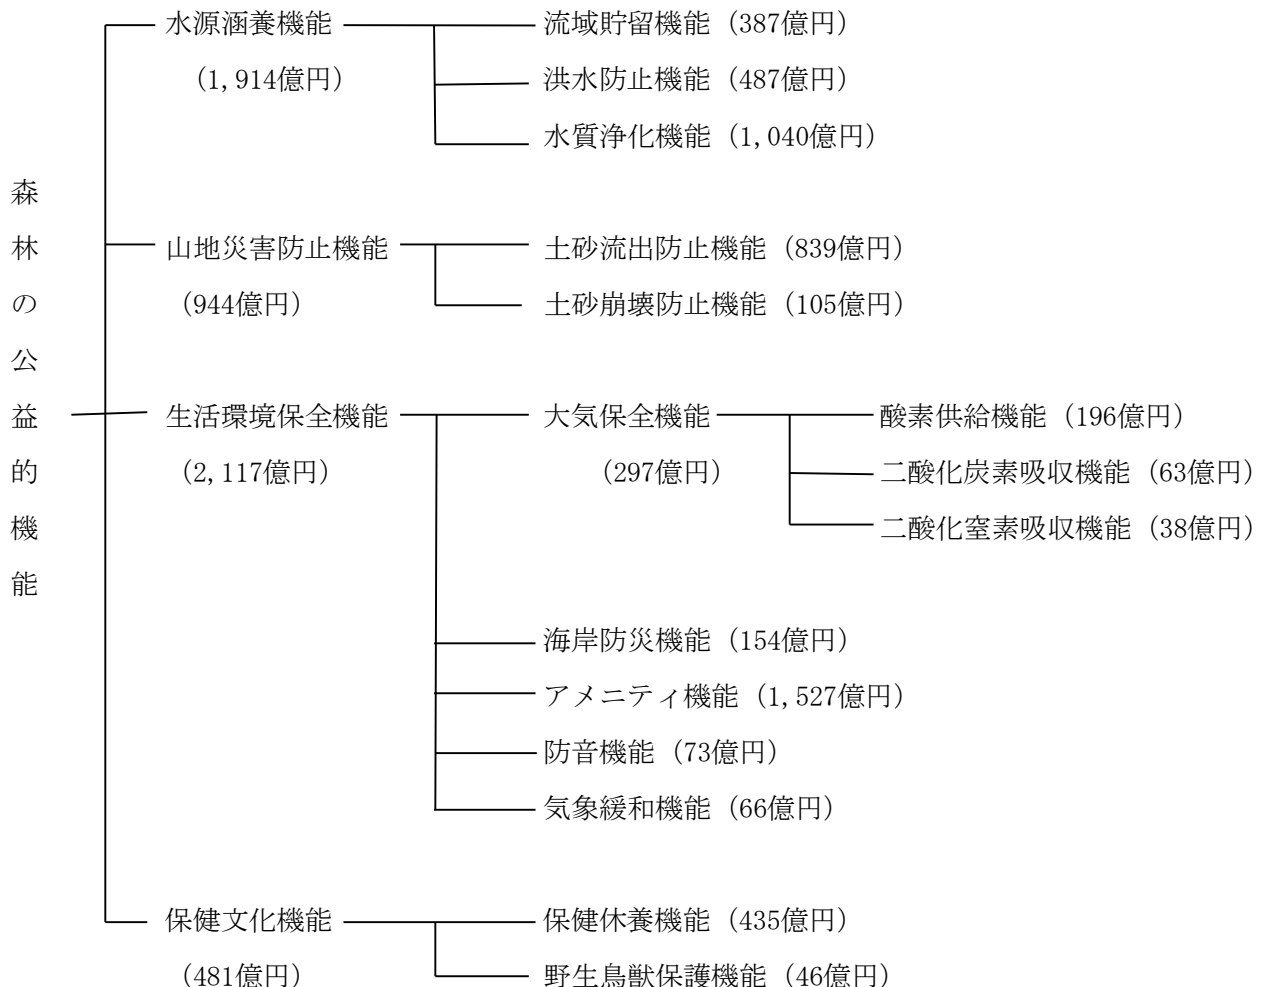 森林の公益的機能
水源涵養機能
(1,914億円)
流域貯留機能 (387億円)
洪水防止機能 (487億円)
水質浄化機能 (1,040億円)
山地災害防止機能
(944億円)
土砂流出防止機能 (839億円)
土砂崩壊防止機能 (105億円)
生活環境保全機能
(2,117億円)
大気保全機能
(297億円)
酸素供給機能 (196億円)
二酸化炭素吸収機能 (63億円)
二酸化窒素吸収機能 (38億円)
海岸防災機能 (154億円)
アメニティ機能 (1,527億円)
防音機能 (73億円)
気象緩和機能 (66億円)
保健文化機能
(481億円)
保健休養機能 (435億円)
野生鳥獣保護機能 (46億円)